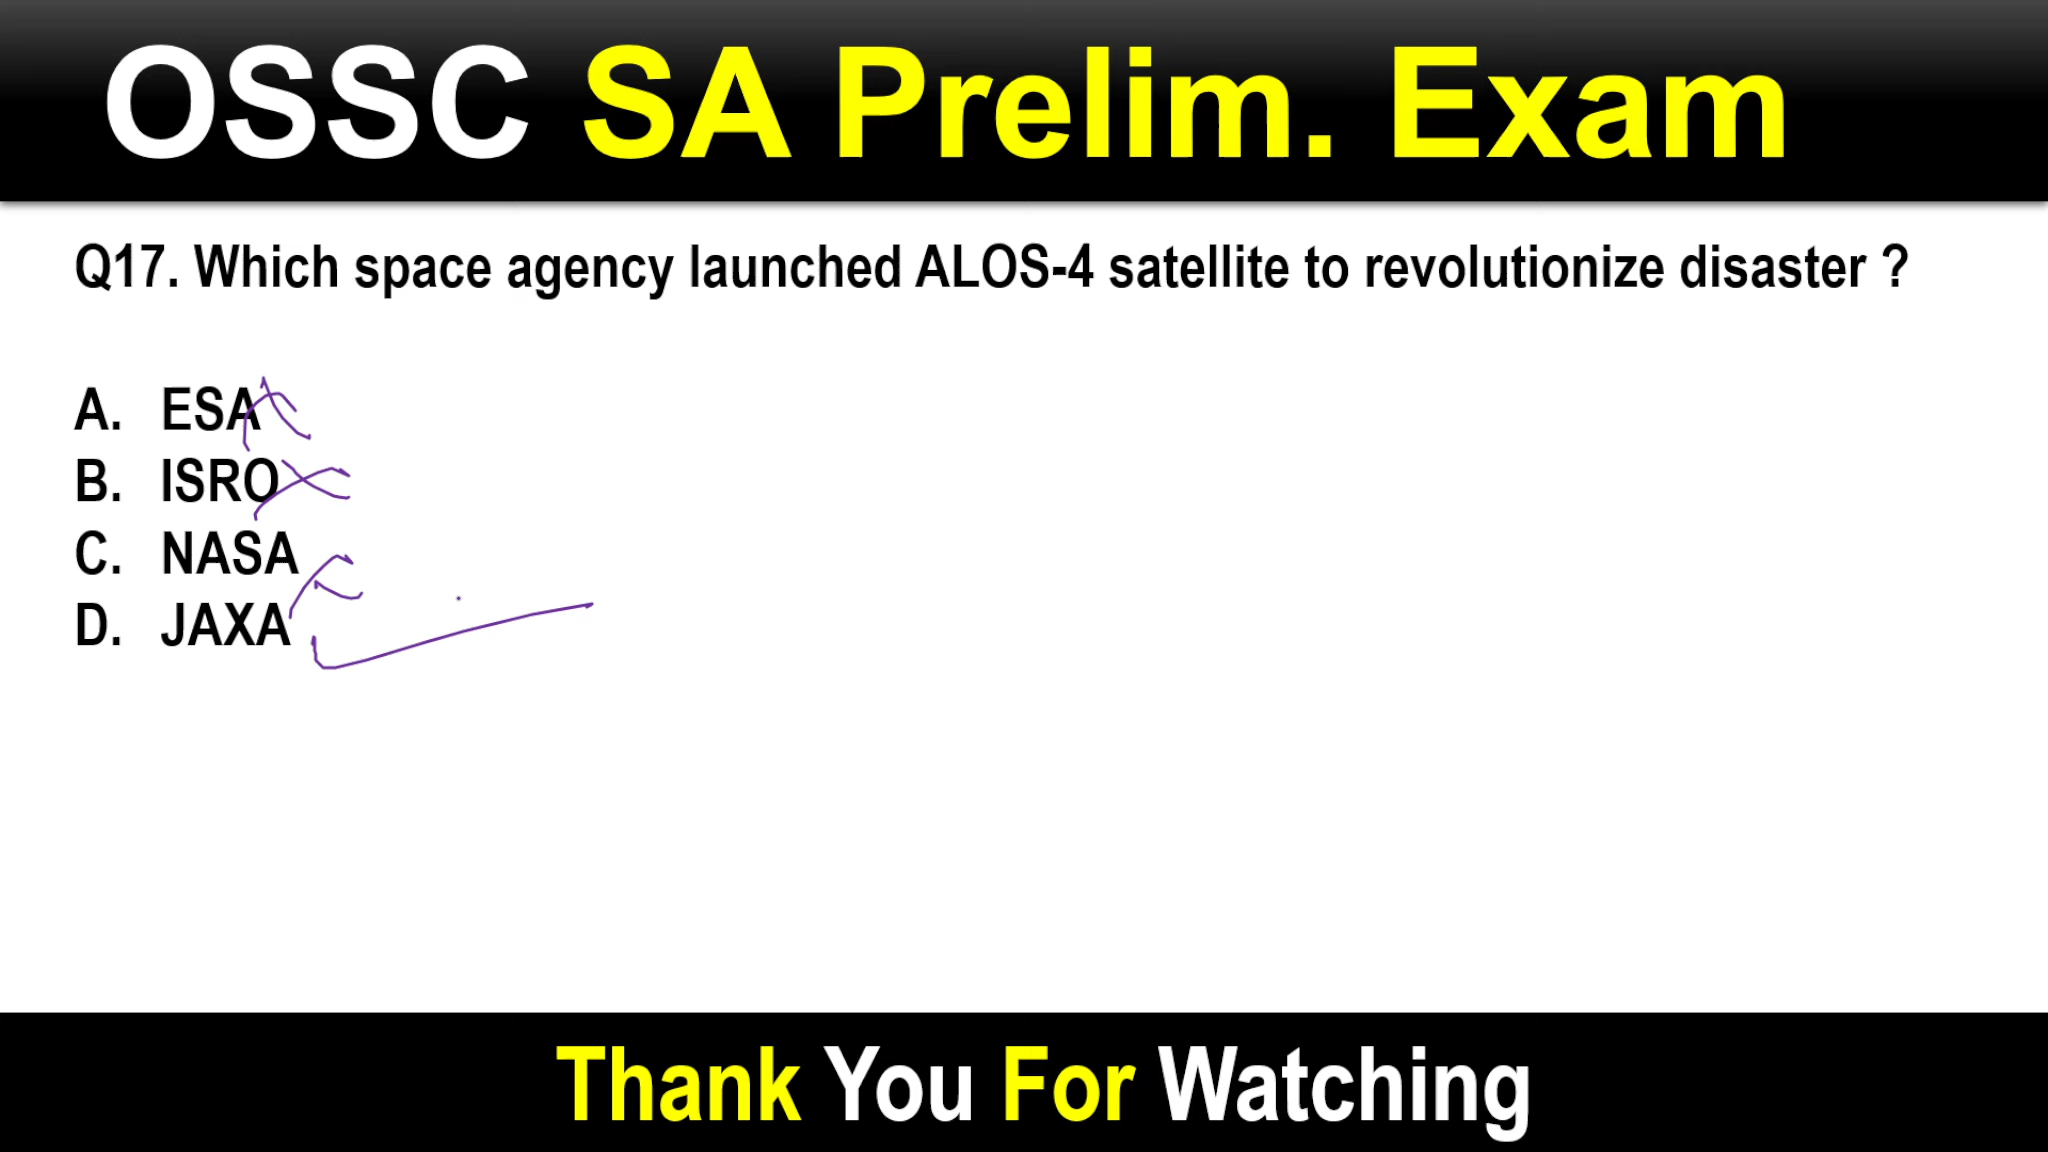 OSSC SA Prelim. Exam
Q17. Which space agency launched ALOS-4 satellite to revolutionize disaster ?
A. ESA
B. ISRO
C. NASA
D. JAXA
Thank You For Watching